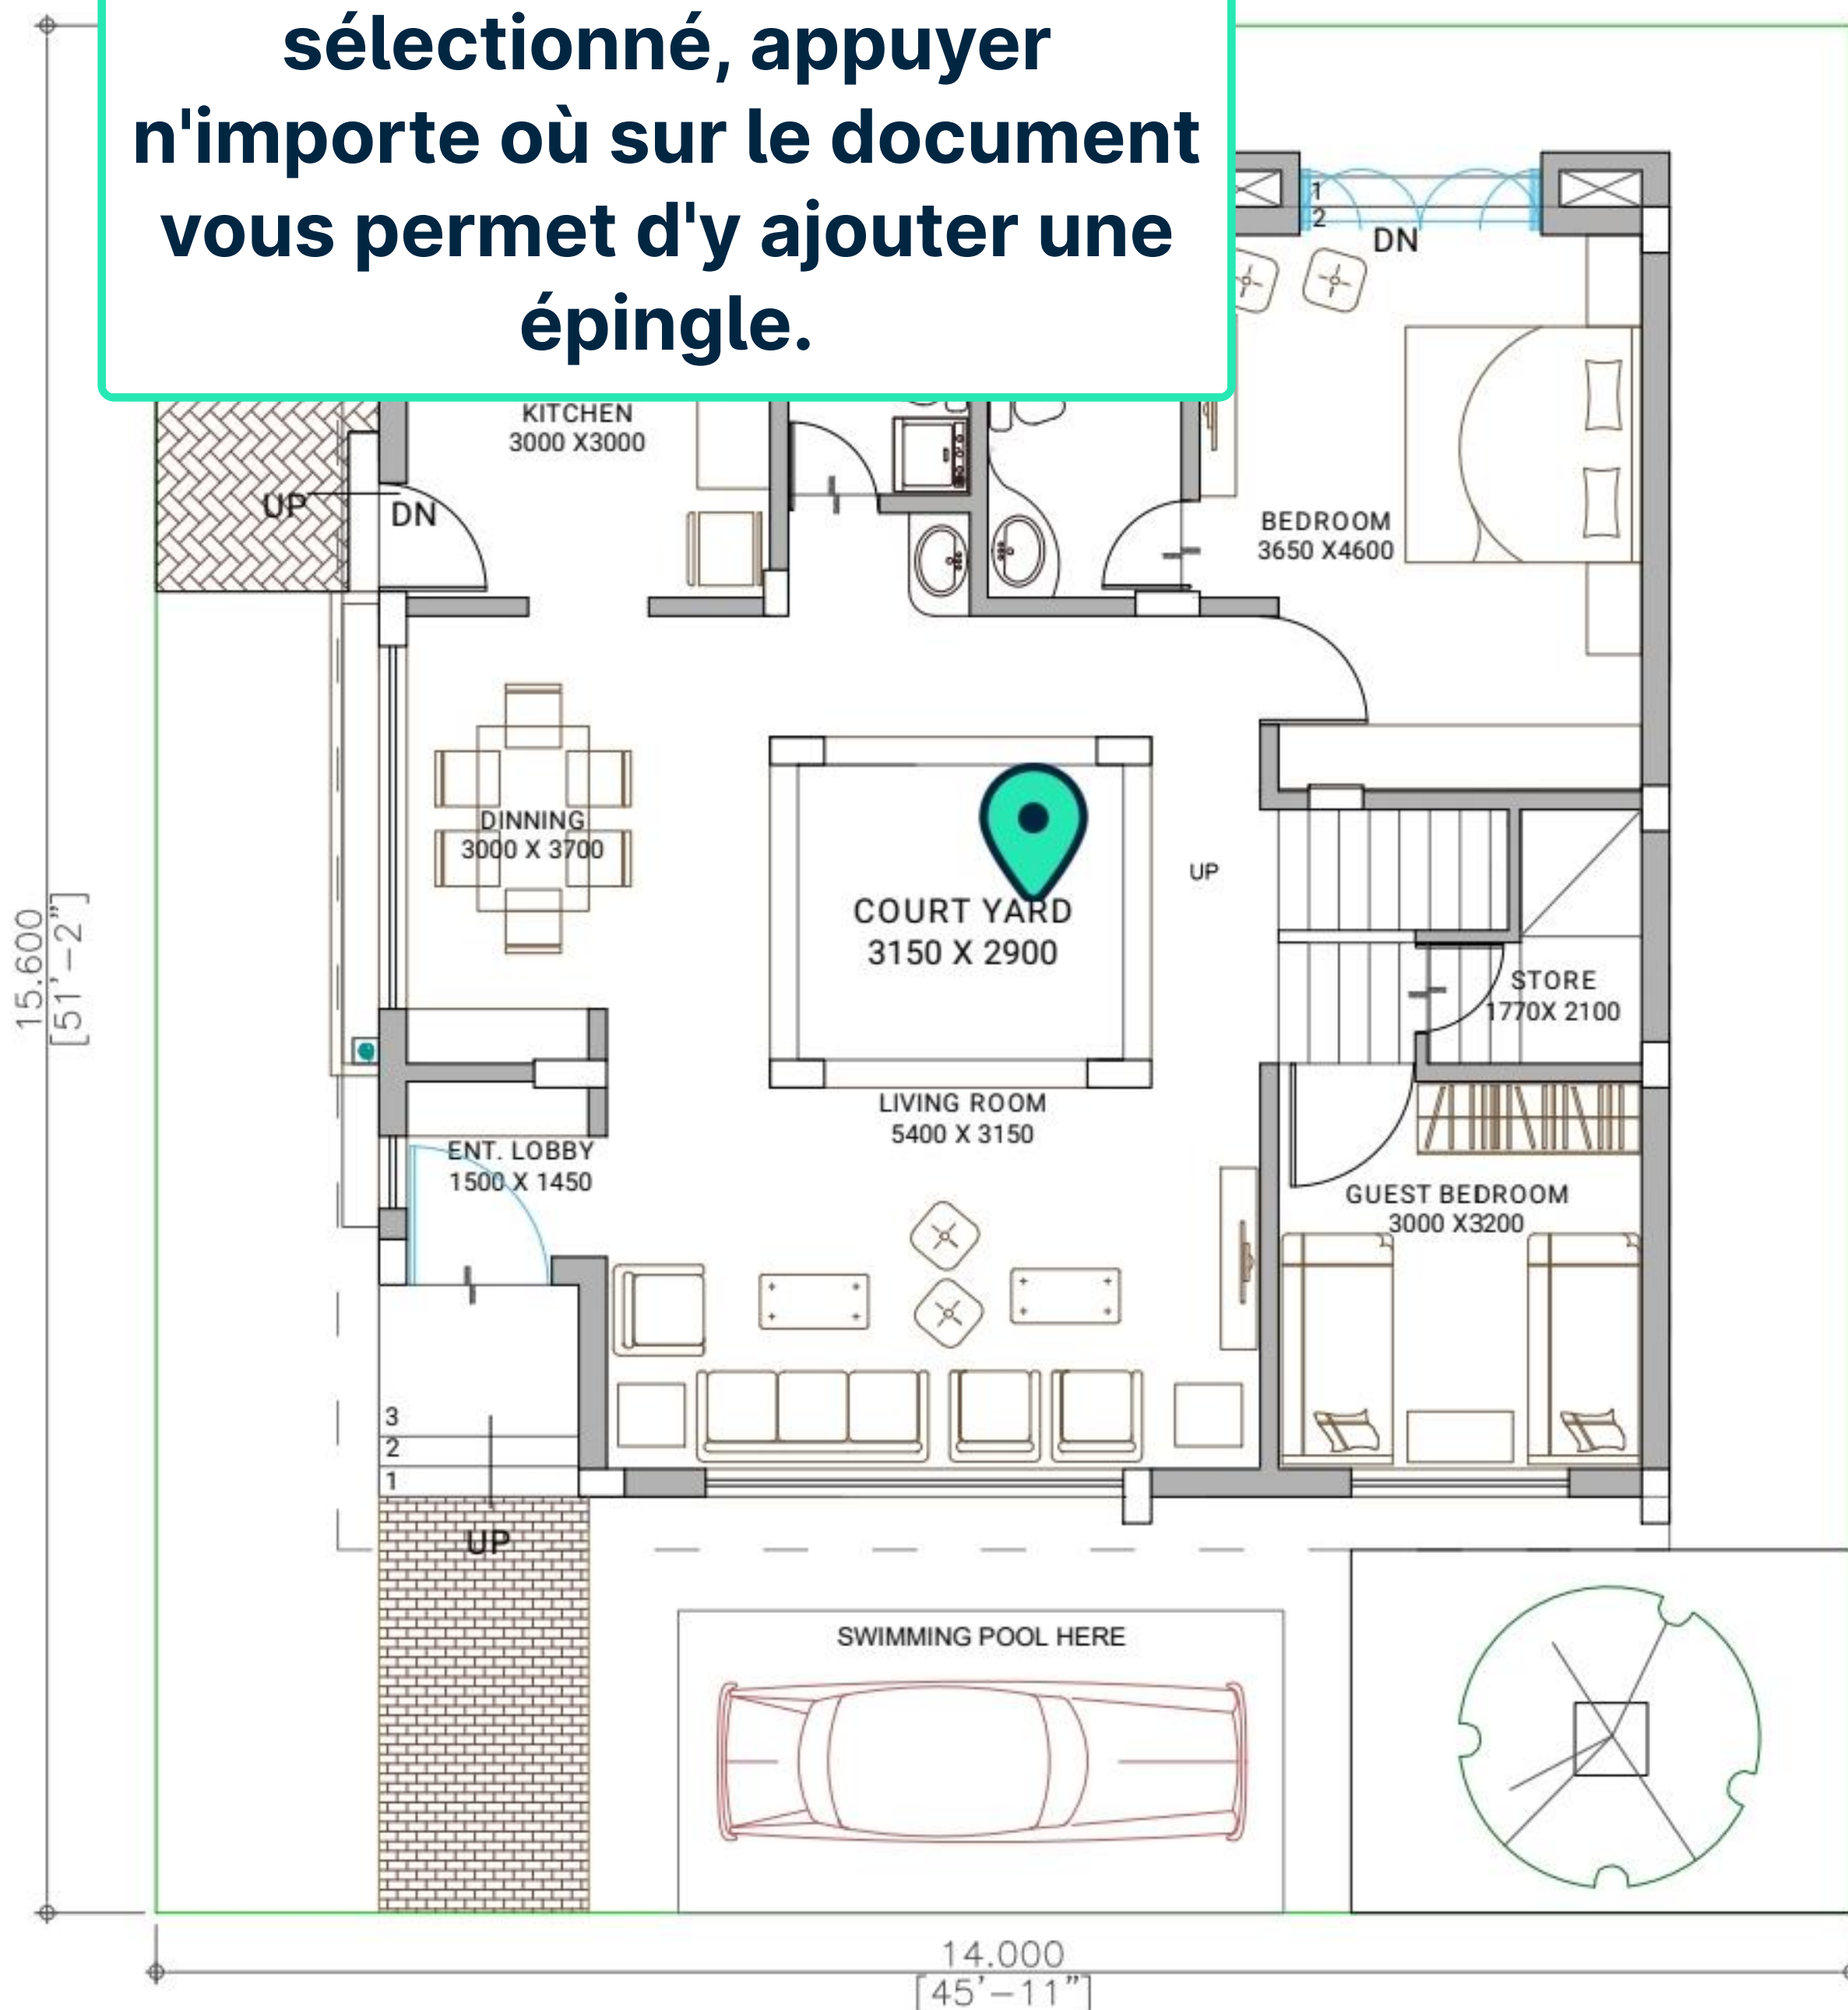 sélectionné, appuyer
n'importe où sur le document
vous permet d'y ajouter une
épingle.
1
2
DN
KITCHEN
3000 X3000
UP
DN
BEDROOM
3650 X4600
DINNING
3000 X 3700
UP
COURT YARD
3150 X 2900
15.600
[51'-2"]
STORE
1770X 2100
LIVING ROOM
5400 X 3150
ENT. LOBBY
1500 X 1450
GUEST BEDROOM
3000 X3200
3
2
1
UP
SWIMMING POOL HERE
14.000
[45'-11"]